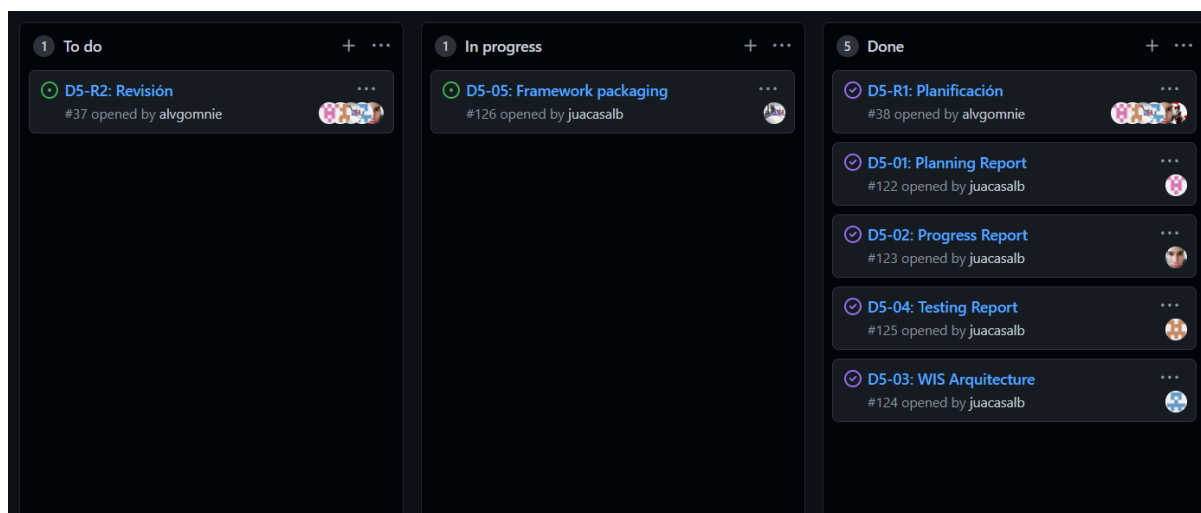 1 To do
D5-R2: Revisión
#37 opened by alvgomnie
1 In progress
D5-05: Framework packaging
#126 opened by juacasalb
5 Done
D5-R1: Planificación
#38 opened by alvgomnie
D5-01: Planning Report
#122 opened by juacasalb
D5-02: Progress Report
#123 opened by juacasalb
D5-04: Testing Report
#125 opened by juacasalb
D5-03: WIS Arquitecture
#124 opened by juacasalb